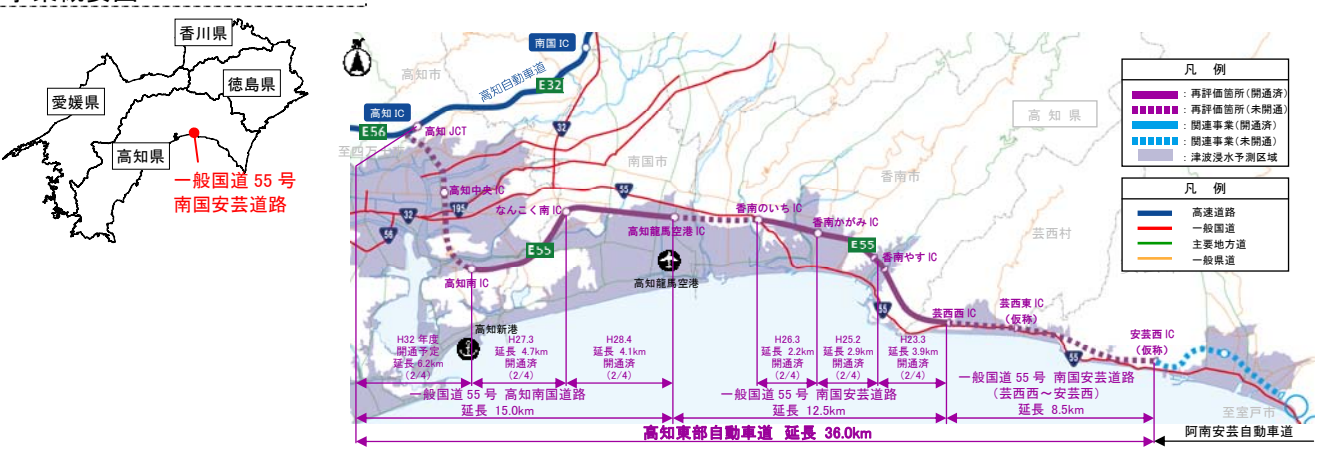 香川県
徳島県
愛媛県
高知県
一般国道 55 号
南国安芸道路
南国 IC
高知市
高知自動車道
E32
高知 IC
E56
高知 JCT
32
高知県
南国市
香南市
芸西村
高知中央 IC
195
55
なんこく南 IC
32
56
E55
高知龍馬空港 IC
香南のいち IC
香南かがみ IC
E55
香南やす IC
高知南 IC
高知龍馬空港
55
芸西西 IC
芸西東 IC
(仮称)
安芸西 IC
(仮称)
55
高知新港
至室戸市
凡 例
：再評価箇所(開通済)
：再評価箇所(未開通)
：関連事業(開通済)
：関連事業(未開通)
：津波浸水予測区域
凡 例
高速道路
一般国道
主要地方道
一般県道
H32 年度
開通予定
延長 6.2km
(2/4)
H27.3
延長 4.7km
開通済
(2/4)
H28.4
延長 4.1km
開通済
(2/4)
H26.3
延長 2.2km
開通済
(2/4)
H25.2
延長 2.9km
開通済
(2/4)
H23.3
延長 3.9km
開通済
(2/4)
一般国道 55 号 高知南国道路
延長 15.0km
一般国道 55 号 南国安芸道路
延長 12.5km
一般国道 55 号 南国安芸道路
(芸西西～安芸西)
延長 8.5km
高知東部自動車道 延長 36.0km
阿南安芸自動車道